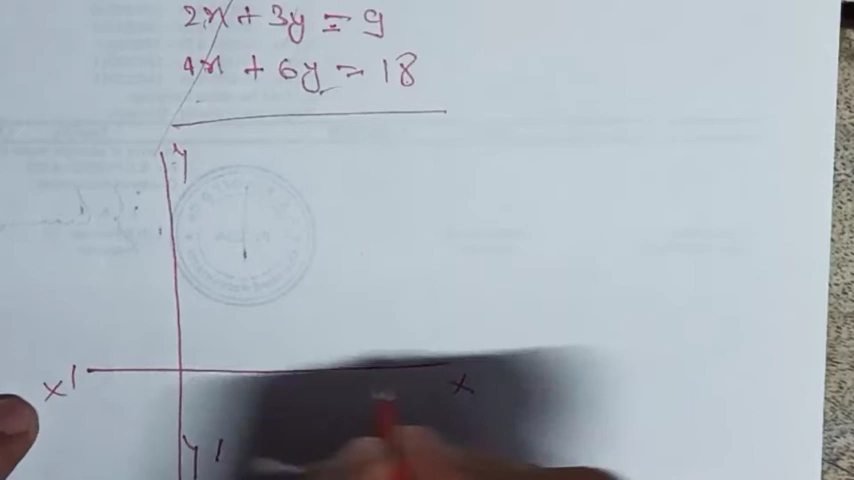 2x + 3y = 9
4x + 6y = 18
y
x' x
y'